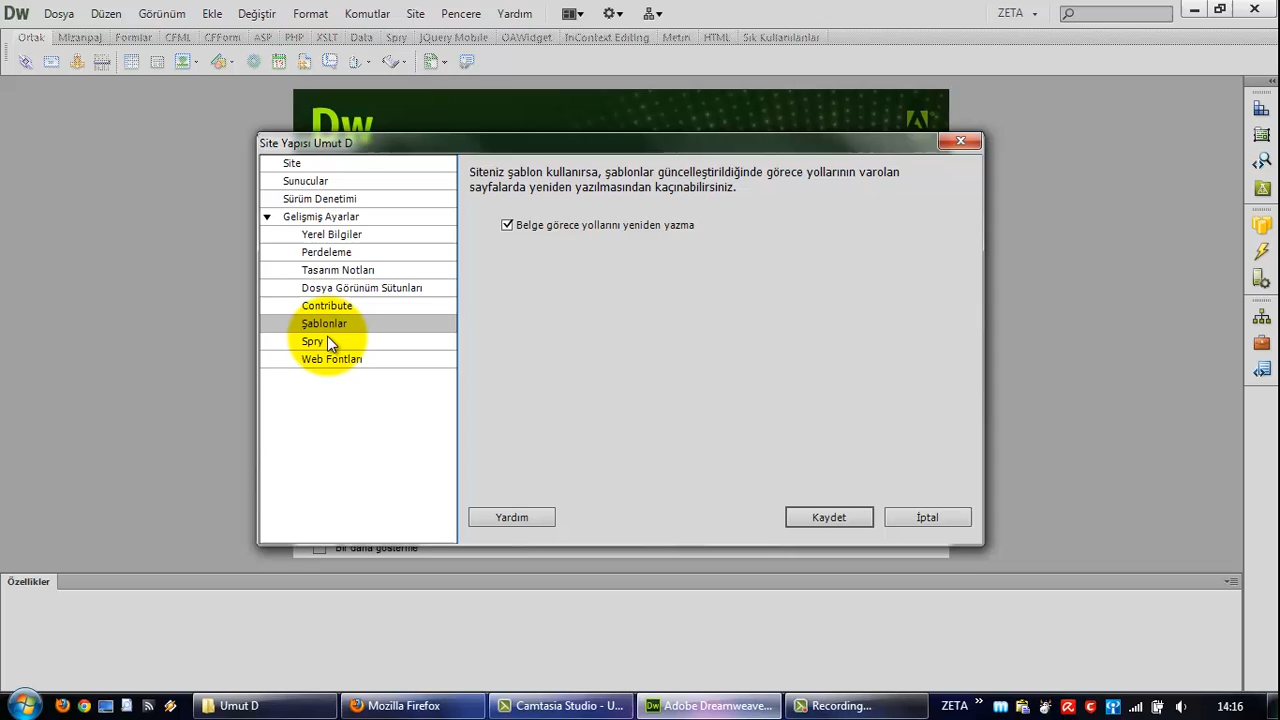 Dw Dosya Düzen Görünüm Ekle Değiştir Format Komutlar Site Pencere Yardım ZETA
Ortak Mizanpaj Formlar CFML CFForm ASP PHP XSLT Data Spry jQuery Mobile OAWidget InContext Editing Metin HTML Sık Kullanılanlar
Dw
Site Yapısı Umut D
Site
Sunucular
Sürüm Denetimi
Gelişmiş Ayarlar
Yerel Bilgiler
Perdeleme
Tasarım Notları
Dosya Görünüm Sütunları
Contribute
Şablonlar
Spry
Web Fontları
Siteniz şablon kullanırsa, şablonlar güncelleştirildiğinde görece yollarının varolan
sayfalarda yeniden yazılmasından kaçınabilirsiniz.
Belge görece yollarını yeniden yazma
Yardım Kaydet İptal
Bir daha gösterme
Özellikler
Umut D Mozilla Firefox Camtasia Studio - U... Dw Adobe Dreamweave... Recording... ZETA » 14:16